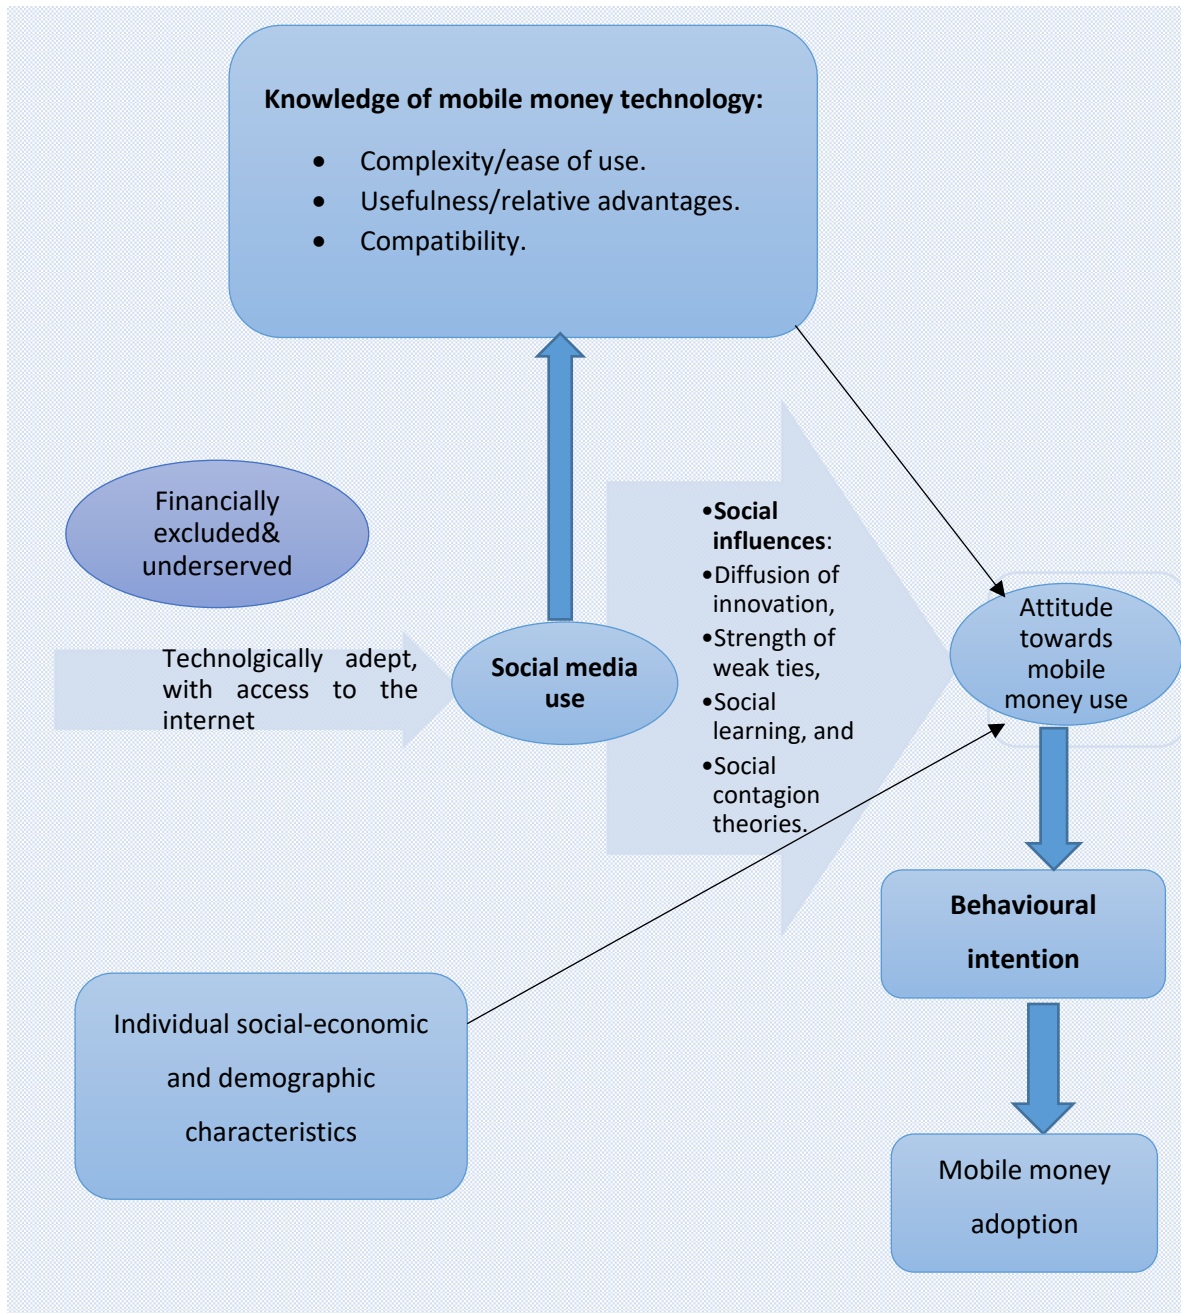 Knowledge of mobile money technology:
• Complexity/ease of use.
• Usefulness/relative advantages.
• Compatibility.
Financially
excluded&
underserved
Technolgically adept,
with access to the
internet
Social media
use
•Social
influences:
•Diffusion of
innovation,
•Strength of
weak ties,
•Social
learning, and
•Social
contagion
theories.
Attitude
towards
mobile
money use
Behavioural
intention
Individual social-economic
and demographic
characteristics
Mobile money
adoption